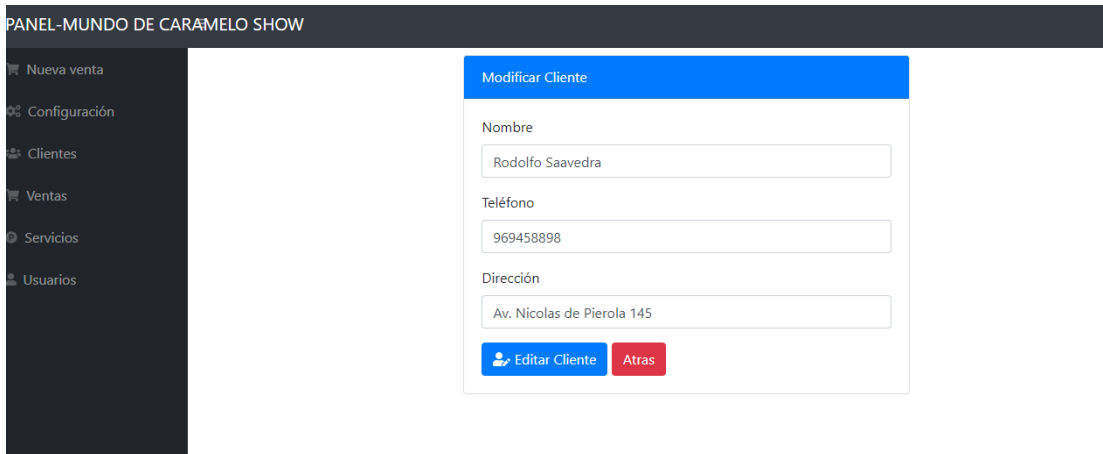 PANEL-MUNDO DE CARAMELO SHOW
Nueva venta
Configuración
Clientes
Ventas
Servicios
Usuarios
Modificar Cliente
Nombre
Rodolfo Saavedra
Teléfono
969458898
Dirección
Av. Nicolas de Pierola 145
Editar Cliente
Atras